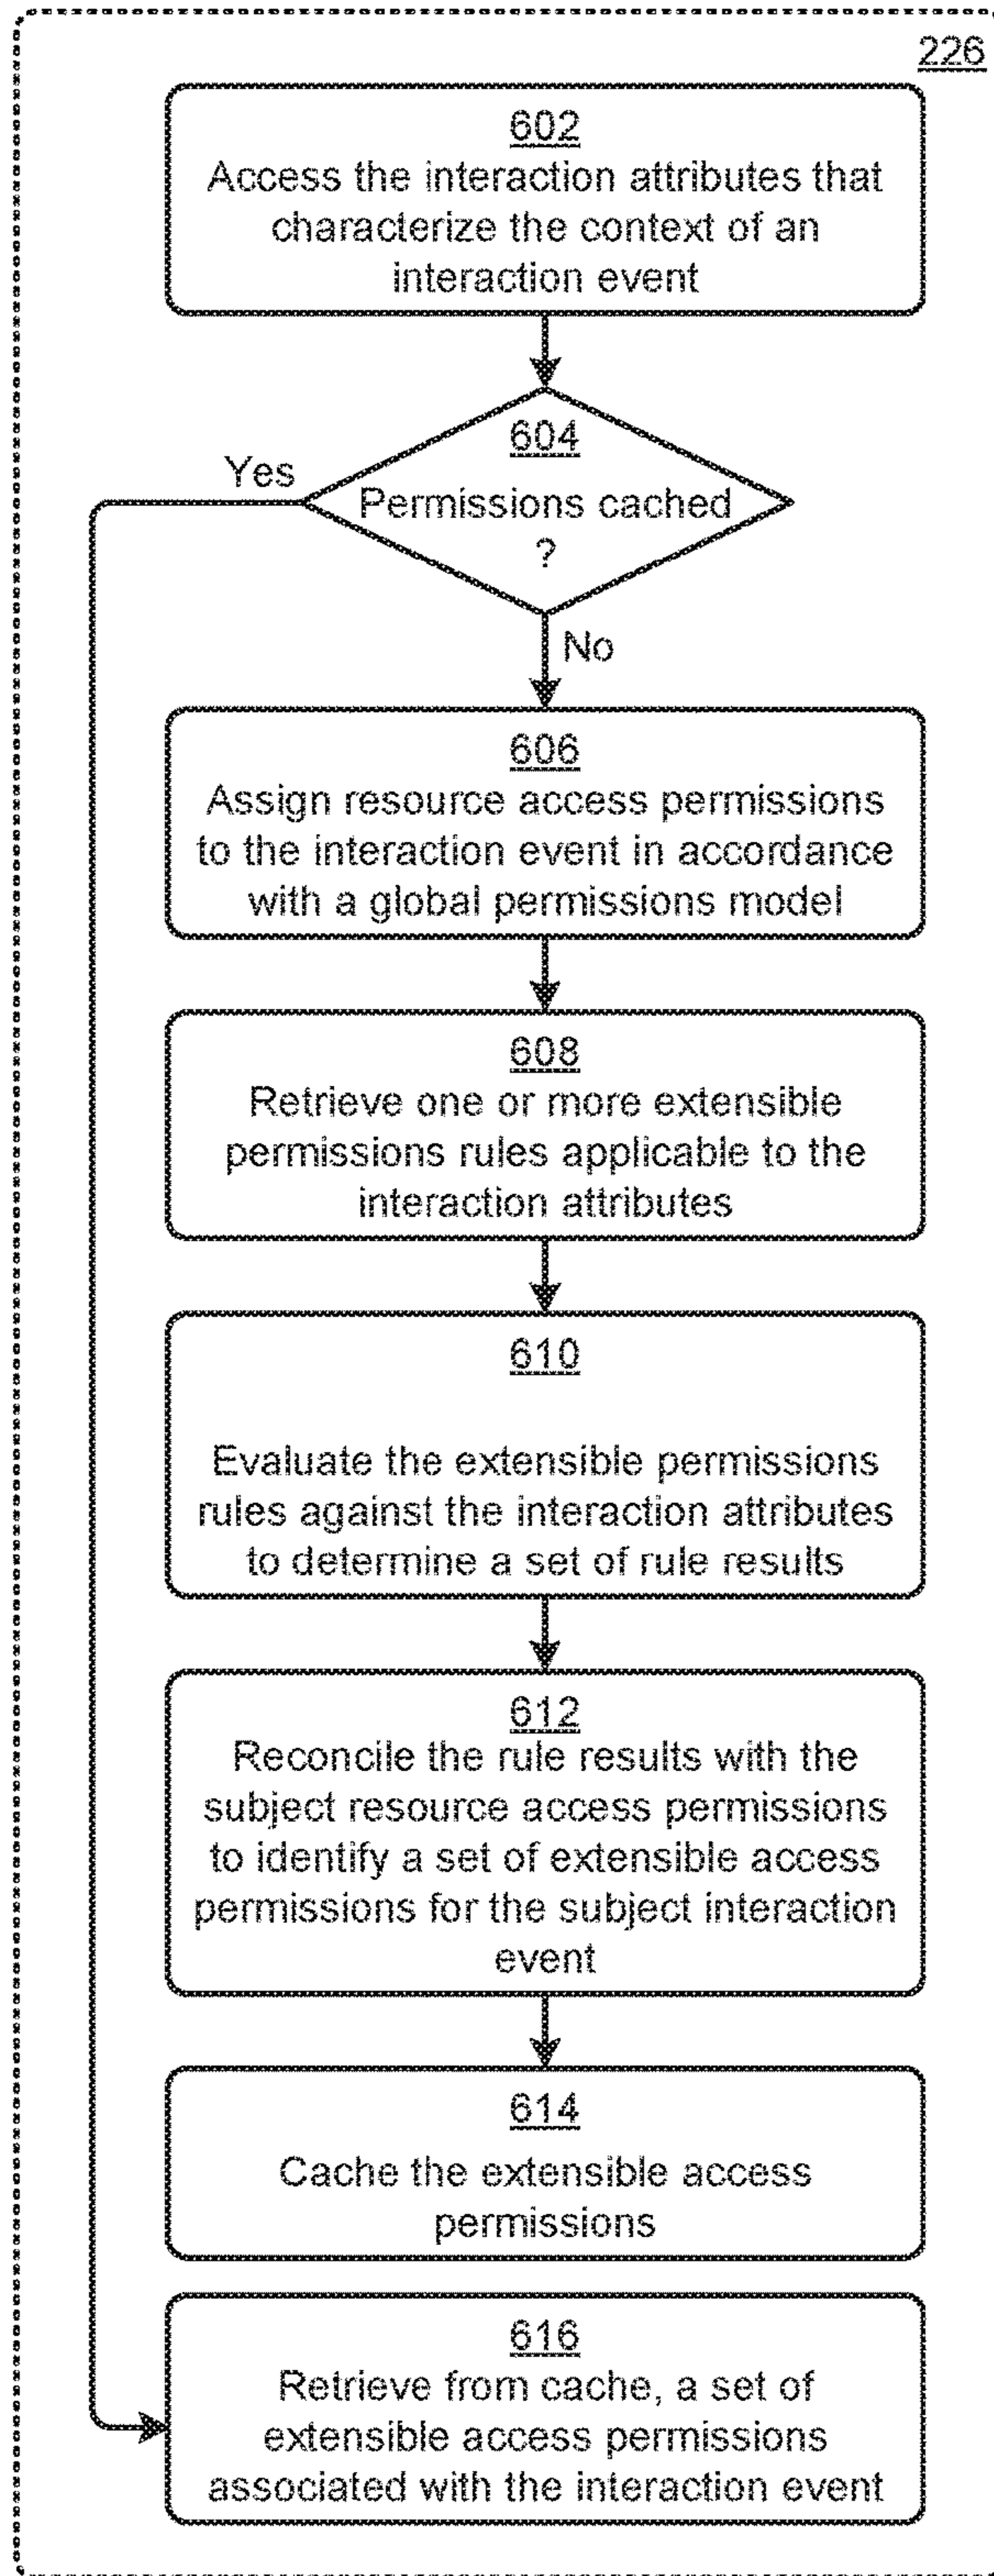 226
602
Access the interaction attributes that
characterize the context of an
interaction event
604
Yes
Permissions cached
?
No
606
Assign resource access permissions
to the interaction event in accordance
with a global permissions model
608
Retrieve one or more extensible
permissions rules applicable to the
interaction attributes
610
Evaluate the extensible permissions
rules against the interaction attributes
to determine a set of rule results
612
Reconcile the rule results with the
subject resource access permissions
to identify a set of extensible access
permissions for the subject interaction
event
614
Cache the extensible access
permissions
616
Retrieve from cache, a set of
extensible access permissions
associated with the interaction event